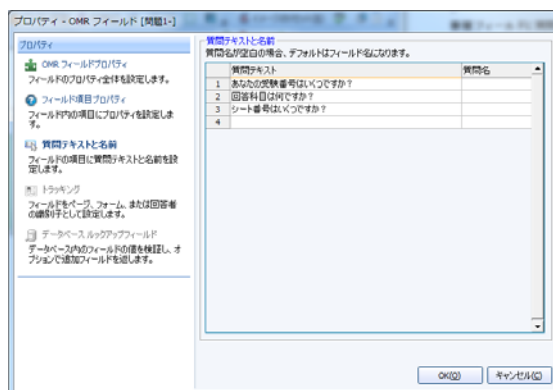 プロパティ - OMR フィールド [問題1-]
プロパティ
OMR フィールドプロパティ
フィールドのプロパティ全体を設定します。
フィールド項目プロパティ
フィールド内の項目にプロパティを設定しま
す。
質問テキストと名前
フィールドの項目に質問テキストと名前を設
定します。
トラッキング
フィールドをページ、フォーム、または回答者
の識別子として設定します。
データベース ルックアップフィールド
データベース内のフィールドの値を検証し、オ
プションで追加フィールドを返します。
質問テキストと名前
質問名が空白の場合、デフォルトはフィールド名になります。
質問テキスト 質問名
1 あなたの受験番号はいくつですか？
2 回答科目は何ですか？
3 シート番号はいくつですか？
4
OK(O) キャンセル(C)